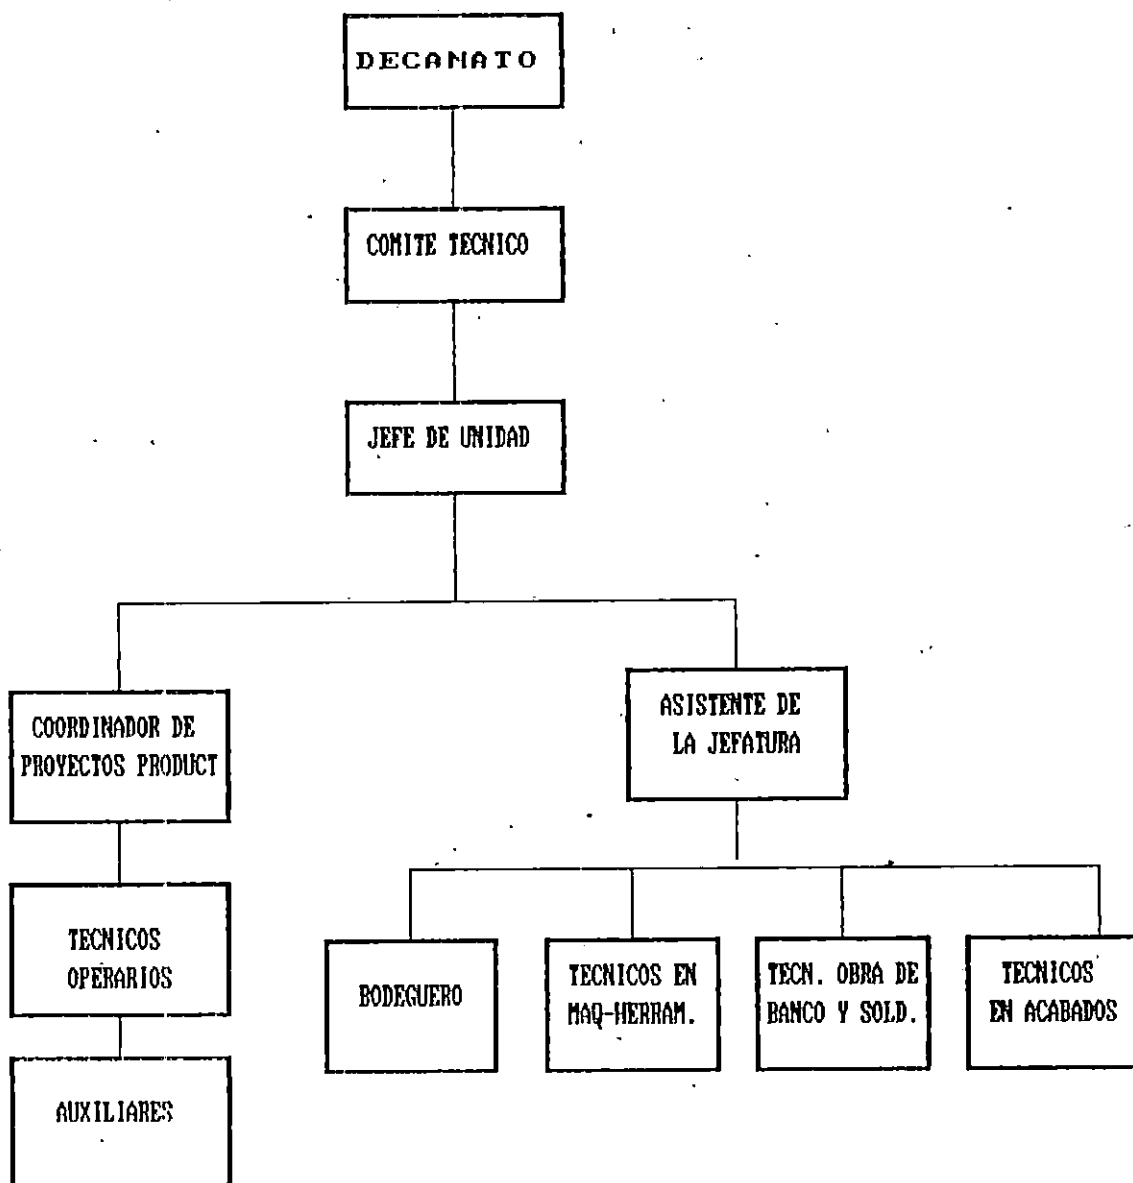 DECANATO
COMITE TECNICO
JEFE DE UNIDAD
COORDINADOR DE
PROYECTOS PRODUCT
ASISTENTE DE
LA JEFATURA
TECNICOS
OPERARIOS
BODEGUERO
TECNICOS EN
MAQ-HERRAM.
TECN. OBRA DE
BANCO Y SOLD.
TECNICOS
EN ACABADOS
AUXILIARES